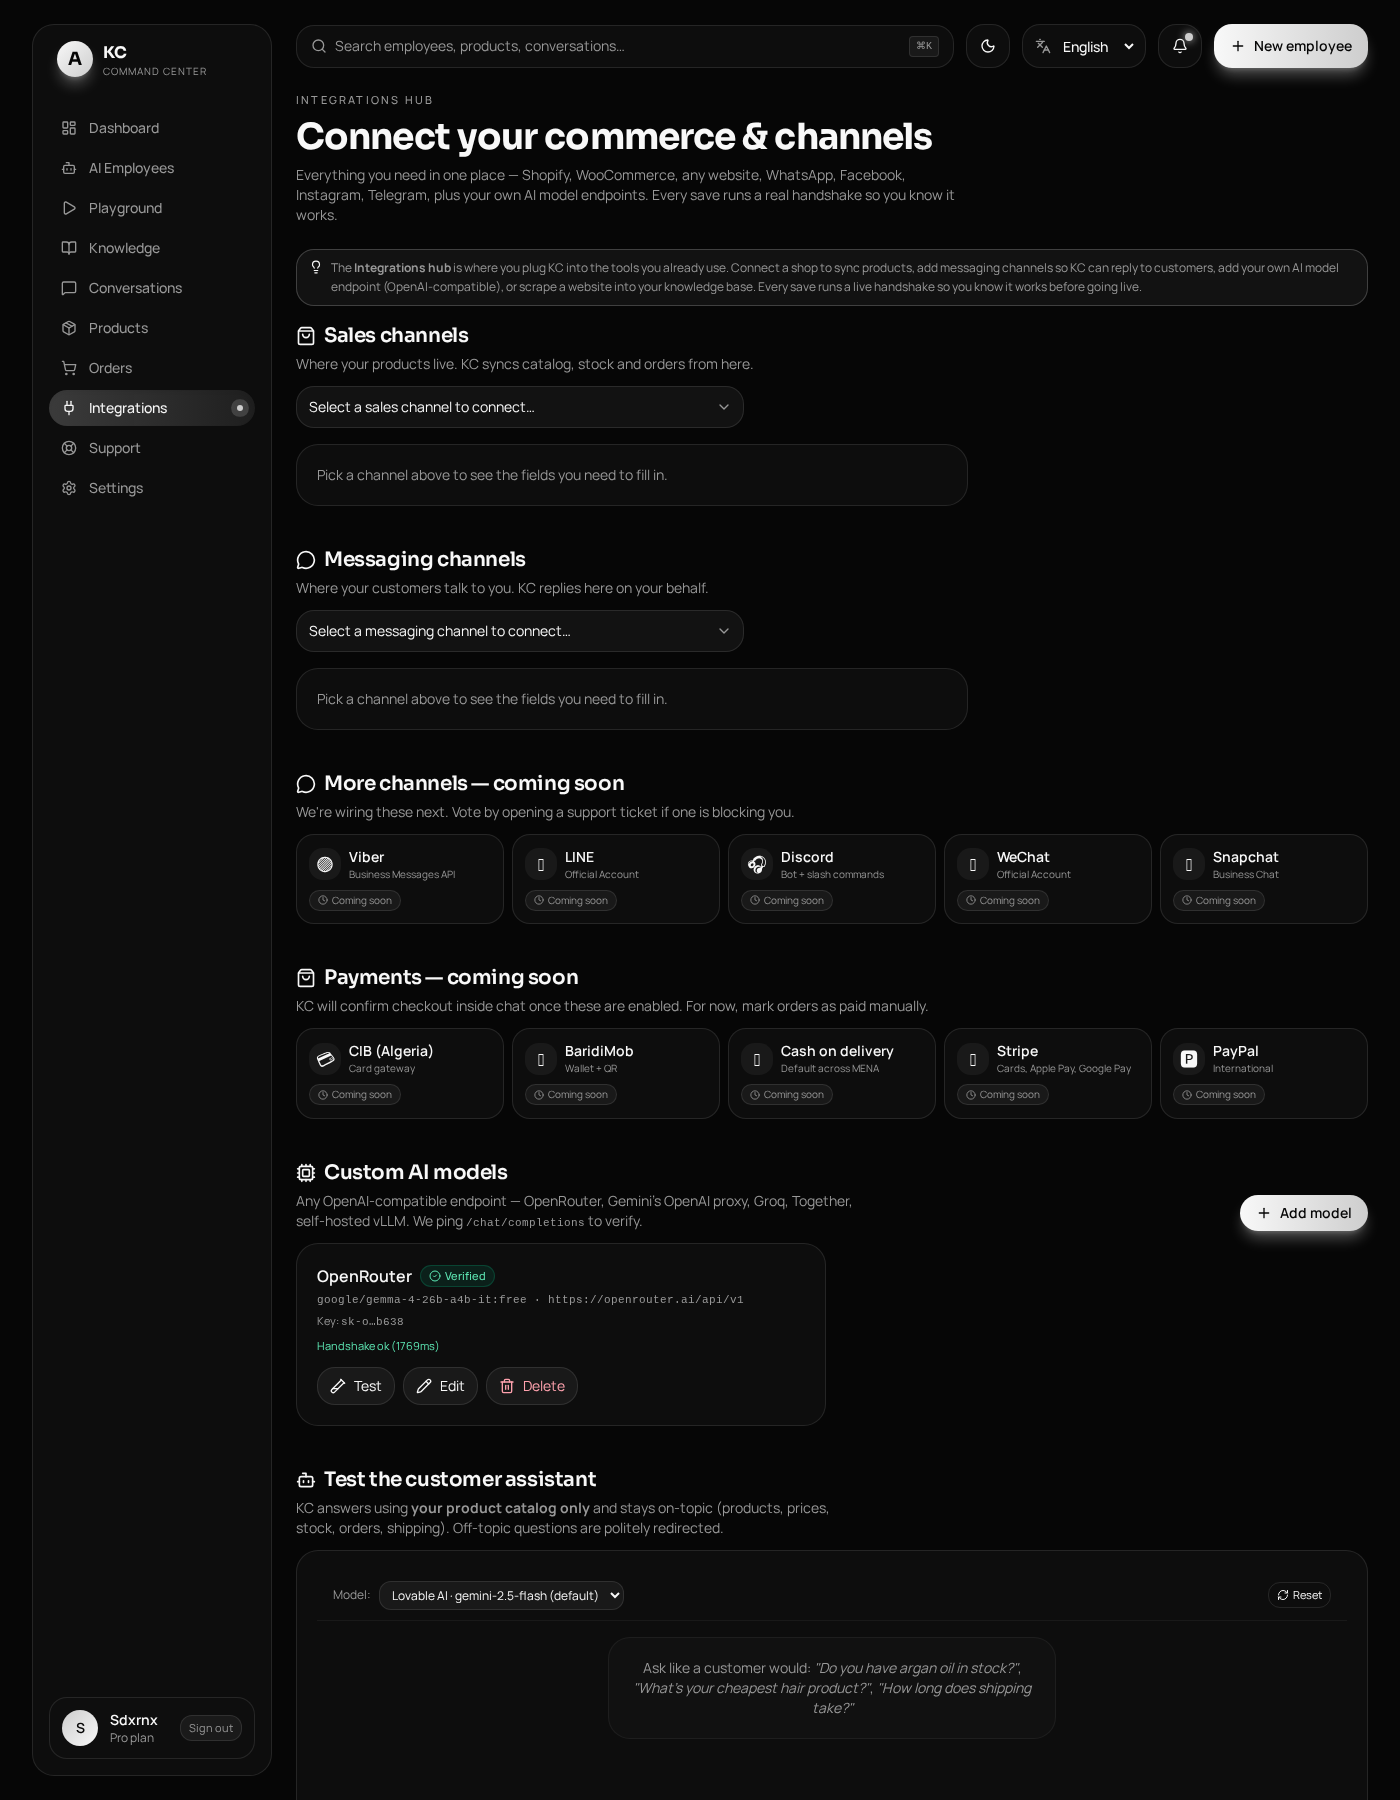 A
KC
COMMAND CENTER
Dashboard
AI Employees
Playground
Knowledge
Conversations
Products
Orders
Integrations
Support
Settings
S
Sdxrnx
Pro plan
Sign out
Search employees, products, conversations…
⌘K
English
New employee
INTEGRATIONS HUB
Connect your commerce & channels
Everything you need in one place — Shopify, WooCommerce, any website, WhatsApp, Facebook,
Instagram, Telegram, plus your own AI model endpoints. Every save runs a real handshake so you know it
works.
The Integrations hub is where you plug KC into the tools you already use. Connect a shop to sync products, add messaging channels so KC can reply to customers, add your own AI model
endpoint (OpenAI-compatible), or scrape a website into your knowledge base. Every save runs a live handshake so you know it works before going live.
Sales channels
Where your products live. KC syncs catalog, stock and orders from here.
Select a sales channel to connect…
Pick a channel above to see the fields you need to fill in.
Messaging channels
Where your customers talk to you. KC replies here on your behalf.
Select a messaging channel to connect…
Pick a channel above to see the fields you need to fill in.
More channels — coming soon
We're wiring these next. Vote by opening a support ticket if one is blocking you.
Viber
Business Messages API
Coming soon
LINE
Official Account
Coming soon
Discord
Bot + slash commands
Coming soon
WeChat
Official Account
Coming soon
Snapchat
Business Chat
Coming soon
Payments — coming soon
KC will confirm checkout inside chat once these are enabled. For now, mark orders as paid manually.
CIB (Algeria)
Card gateway
Coming soon
BaridiMob
Wallet + QR
Coming soon
Cash on delivery
Default across MENA
Coming soon
Stripe
Cards, Apple Pay, Google Pay
Coming soon
P
PayPal
International
Coming soon
Custom AI models
Any OpenAI-compatible endpoint — OpenRouter, Gemini's OpenAI proxy, Groq, Together,
self-hosted vLLM. We ping /chat/completions to verify.
Add model
OpenRouter
Verified
google/gemma-4-26b-a4b-it:free · https://openrouter.ai/api/v1
Key: sk-o…b638
Handshake ok (1769ms)
Test
Edit
Delete
Test the customer assistant
KC answers using your product catalog only and stays on-topic (products, prices,
stock, orders, shipping). Off-topic questions are politely redirected.
Model:
Lovable AI · gemini-2.5-flash (default)
Reset
Ask like a customer would: "Do you have argan oil in stock?",
"What's your cheapest hair product?", "How long does shipping
take?"